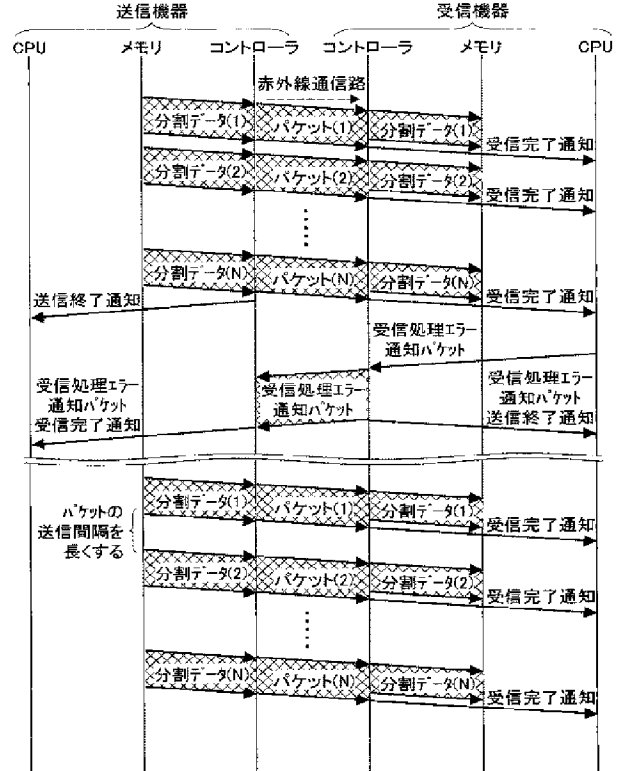 送信機器 受信機器
CPU メモリ コントローラ コントローラ メモリ CPU
赤外線通信路
分割データ(1) パケット(1) 分割データ(1)
受信完了通知
分割データ(2) パケット(2) 分割データ(2)
受信完了通知
分割データ(N) パケット(N) 分割データ(N)
送信終了通知 受信完了通知
受信処理エラー
通知パケット
受信処理エラー
通知パケット
受信完了通知
受信処理エラー
通知パケット
受信処理エラー
通知パケット
送信終了通知
パケットの
送信間隔を
長くする
分割データ(1) パケット(1) 分割データ(1)
受信完了通知
分割データ(2) パケット(2) 分割データ(2)
受信完了通知
分割データ(N) パケット(N) 分割データ(N)
受信完了通知